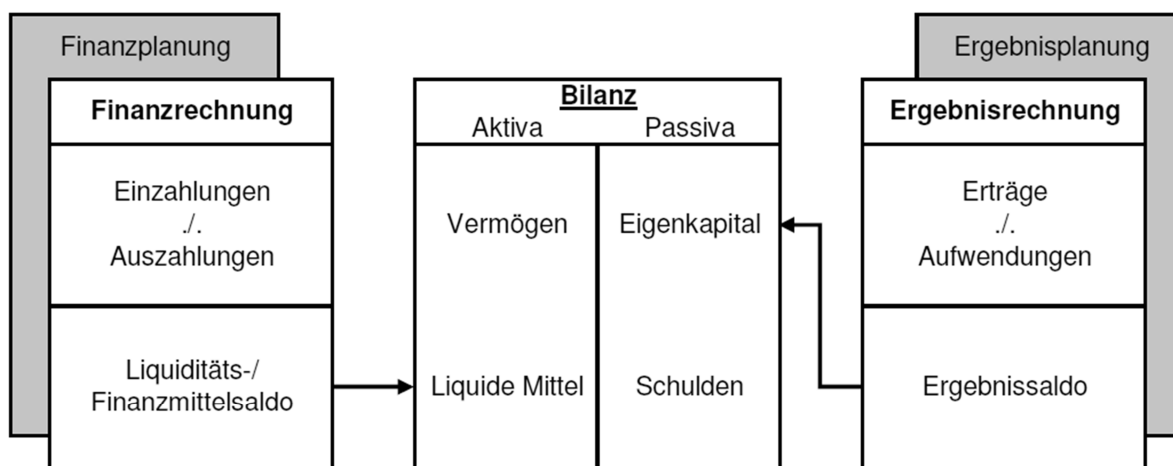 Finanzplanung
Finanzrechnung
Einzahlungen
./.
Auszahlungen
Liquiditäts-/
Finanzmittelsaldo
Bilanz
Aktiva Passiva
Vermögen Eigenkapital
Liquide Mittel Schulden
Ergebnisplanung
Ergebnisrechnung
Erträge
./.
Aufwendungen
Ergebnissaldo